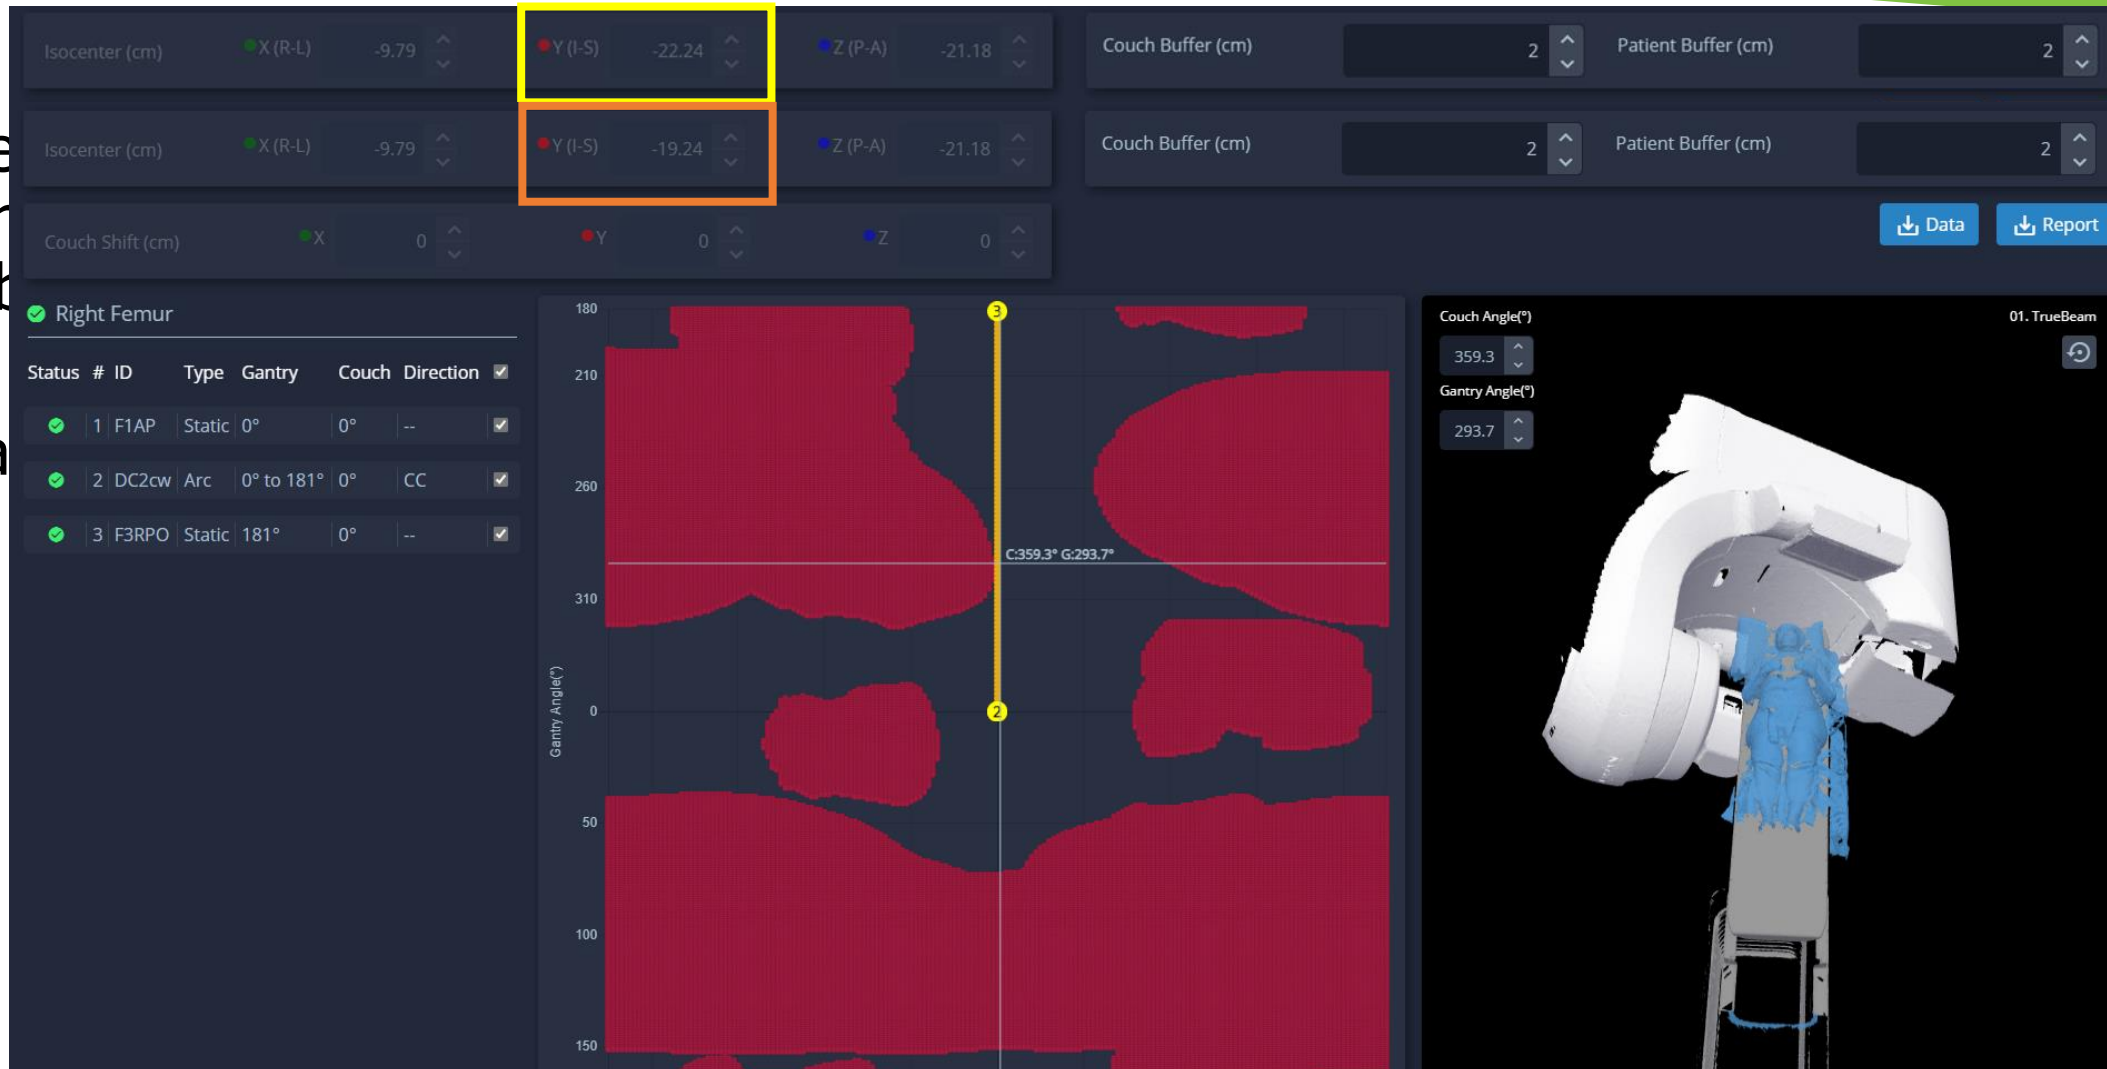 Isocenter (cm) X (R-L) -9.79 Y (I-S) -22.24 Z (P-A) -21.18 Couch Buffer (cm) 2 Patient Buffer (cm) 2
Isocenter (cm) X (R-L) -9.79 Y (I-S) -19.24 Z (P-A) -21.18 Couch Buffer (cm) 2 Patient Buffer (cm) 2
Couch Shift (cm) X 0 Y 0 Z 0 Data Report
Right Femur
Status # ID Type Gantry Couch Direction
1 F1AP Static 0° 0° --
2 DC2cw Arc 0° to 181° 0° CC
3 F3RPO Static 181° 0° --
180
210
260
310
0
50
100
150
Gantry Angle(°)
3
C:359.3° G:293.7°
2
Couch Angle(°) 01. TrueBeam
359.3
Gantry Angle(°)
293.7